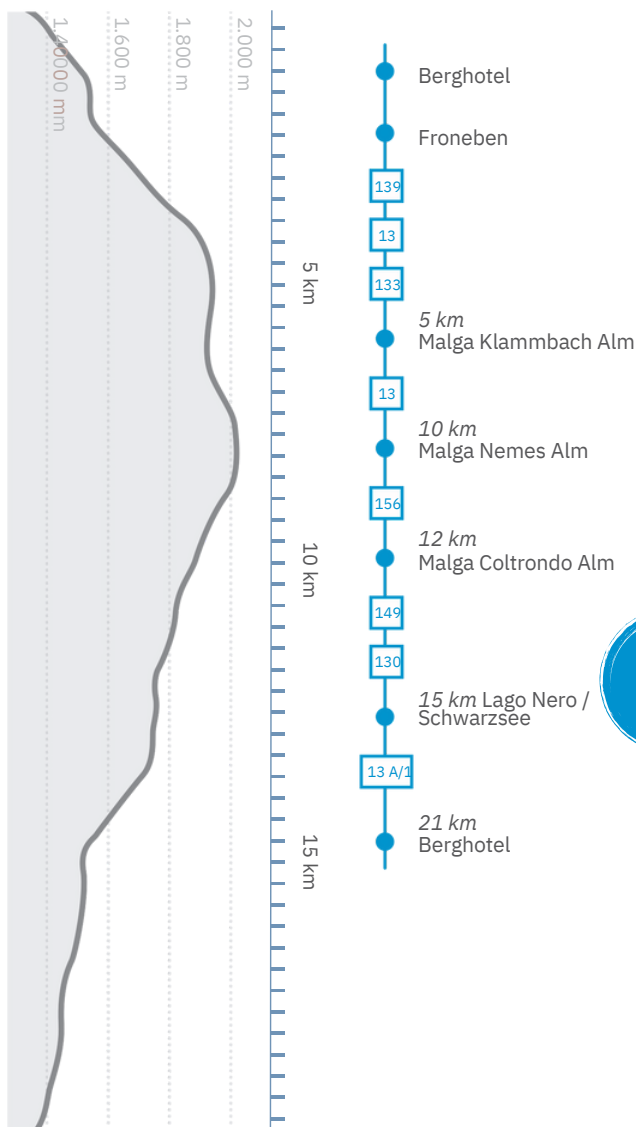 2.000 m
1.800 m
1.600 m
5 km
10 km
15 km
Berghotel
Froneben
139
13
133
5 km
Malga Klammbach Alm
13
10 km
Malga Nemes Alm
156
12 km
Malga Coltrondo Alm
149
130
15 km Lago Nero /
Schwarzsee
13 A/1
21 km
Berghotel